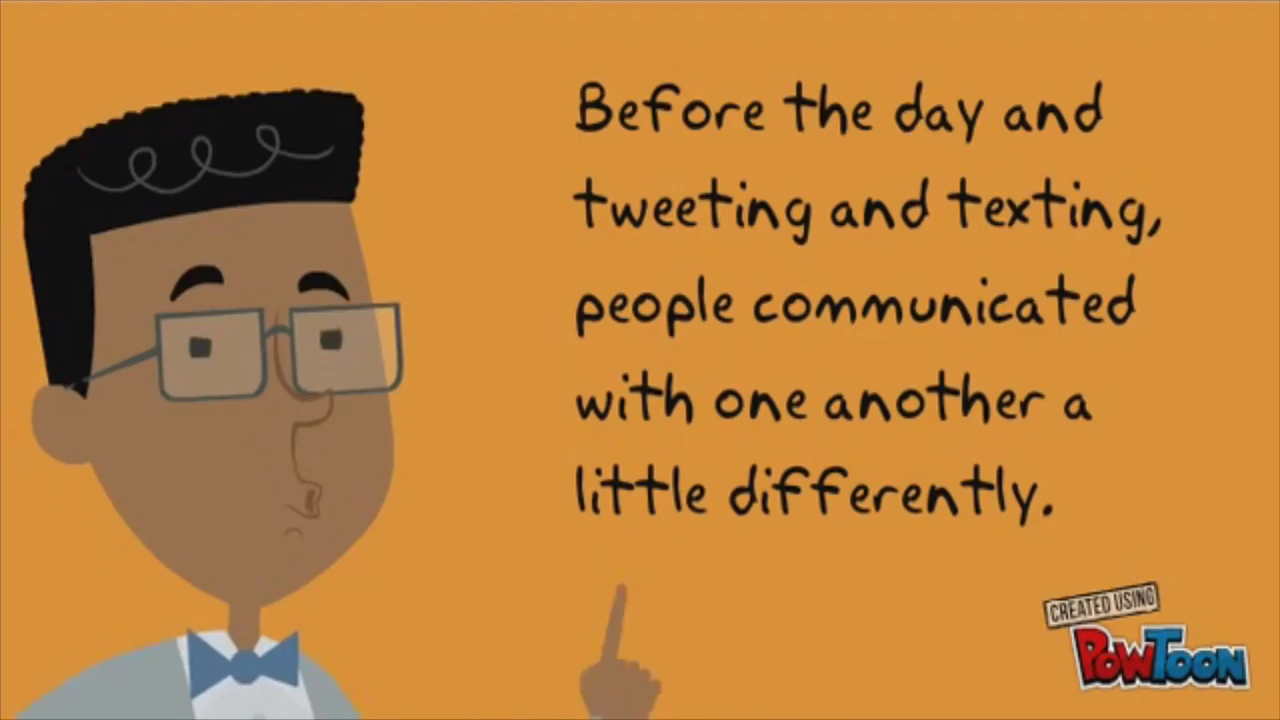 Before the day and
tweeting and texting,
people communicated
with one another a
little differently.
CREATED USING
POWTOON